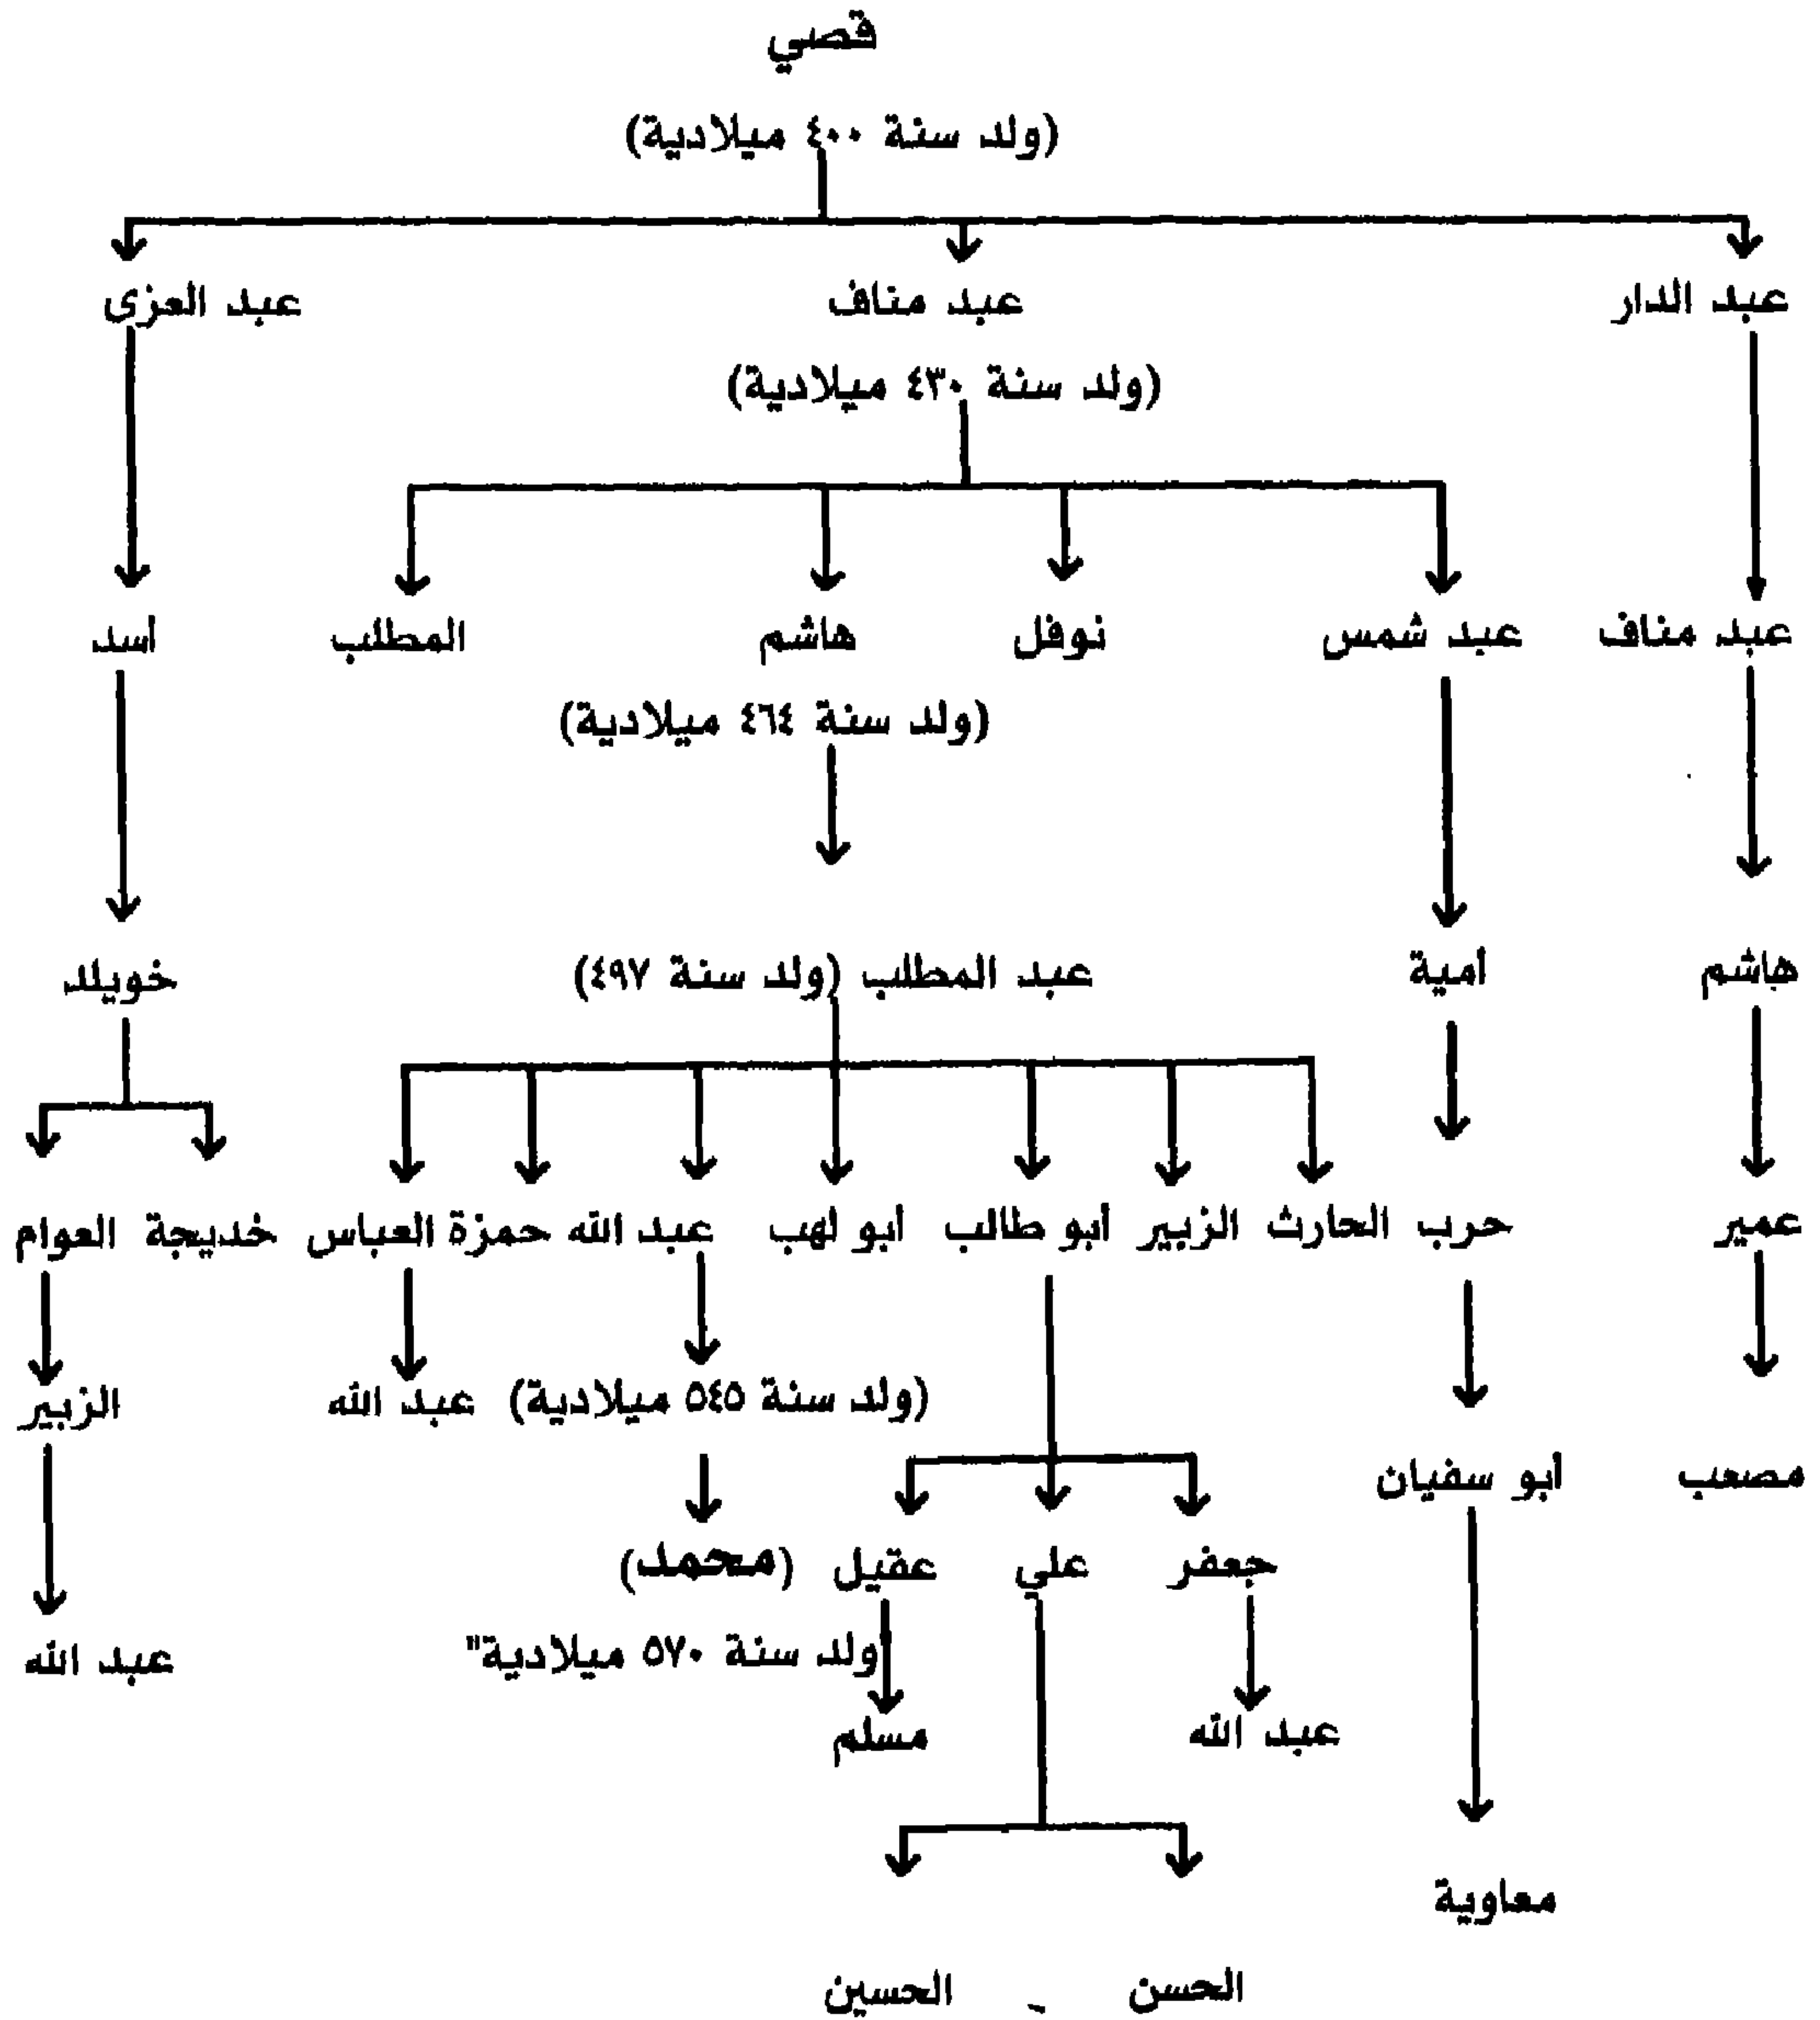 قصي
(ولد سنة ٤٠٠ ميلادية)
عبد الدار عبد مناف عبد العزى
(ولد سنة ٤٣٠ ميلادية)
عبد مناف عبد شمس نوفل هاشم المطلب اسد
(ولد سنة ٤٦٤ ميلادية)
هاشم امية عبد المطلب (ولد سنة ٤٩٧) خويلد
عمير حرب الحارث الزبير أبو طالب ابو لهب عبد الله حمزة العباس خديجة العوام
(ولد سنة ٥٤٥ ميلادية) عبد الله الزبير
مصعب ابو سفيان
جعفر علي عقيل (محمد)
ولد سنة ٥٧٠ ميلادية" عبد الله
عبد الله مسلم
معاوية
الحسن - الحسين